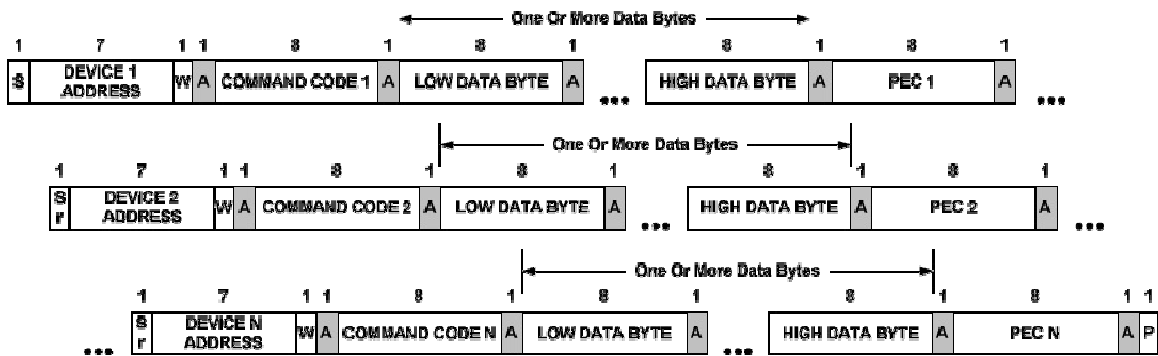 One Or More Data Bytes
1 7 1 1 8 1 8 1 8 1 8 1
S DEVICE 1 ADDRESS W A COMMAND CODE 1 A LOW DATA BYTE A ••• HIGH DATA BYTE A PEC 1 A •••
One Or More Data Bytes
1 7 1 1 8 1 8 1 8 1 8 1
Sr DEVICE 2 ADDRESS W A COMMAND CODE 2 A LOW DATA BYTE A ••• HIGH DATA BYTE A PEC 2 A •••
One Or More Data Bytes
1 7 1 1 8 1 8 1 8 1 8 1 1
••• Sr DEVICE N ADDRESS W A COMMAND CODE N A LOW DATA BYTE A ••• HIGH DATA BYTE A PEC N A P